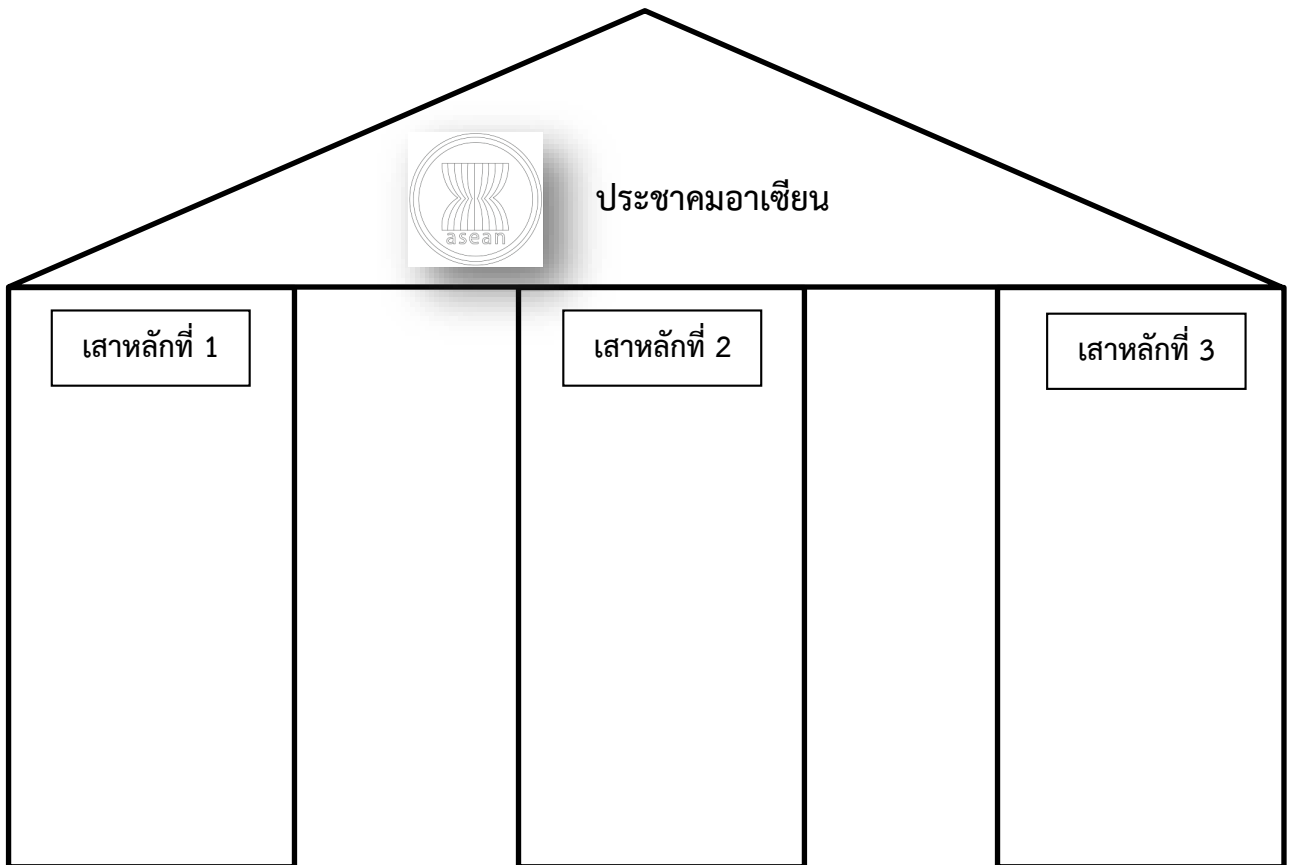 ประชาคมอาเซียน
asean
เสาหลักที่ 1
เสาหลักที่ 2
เสาหลักที่ 3